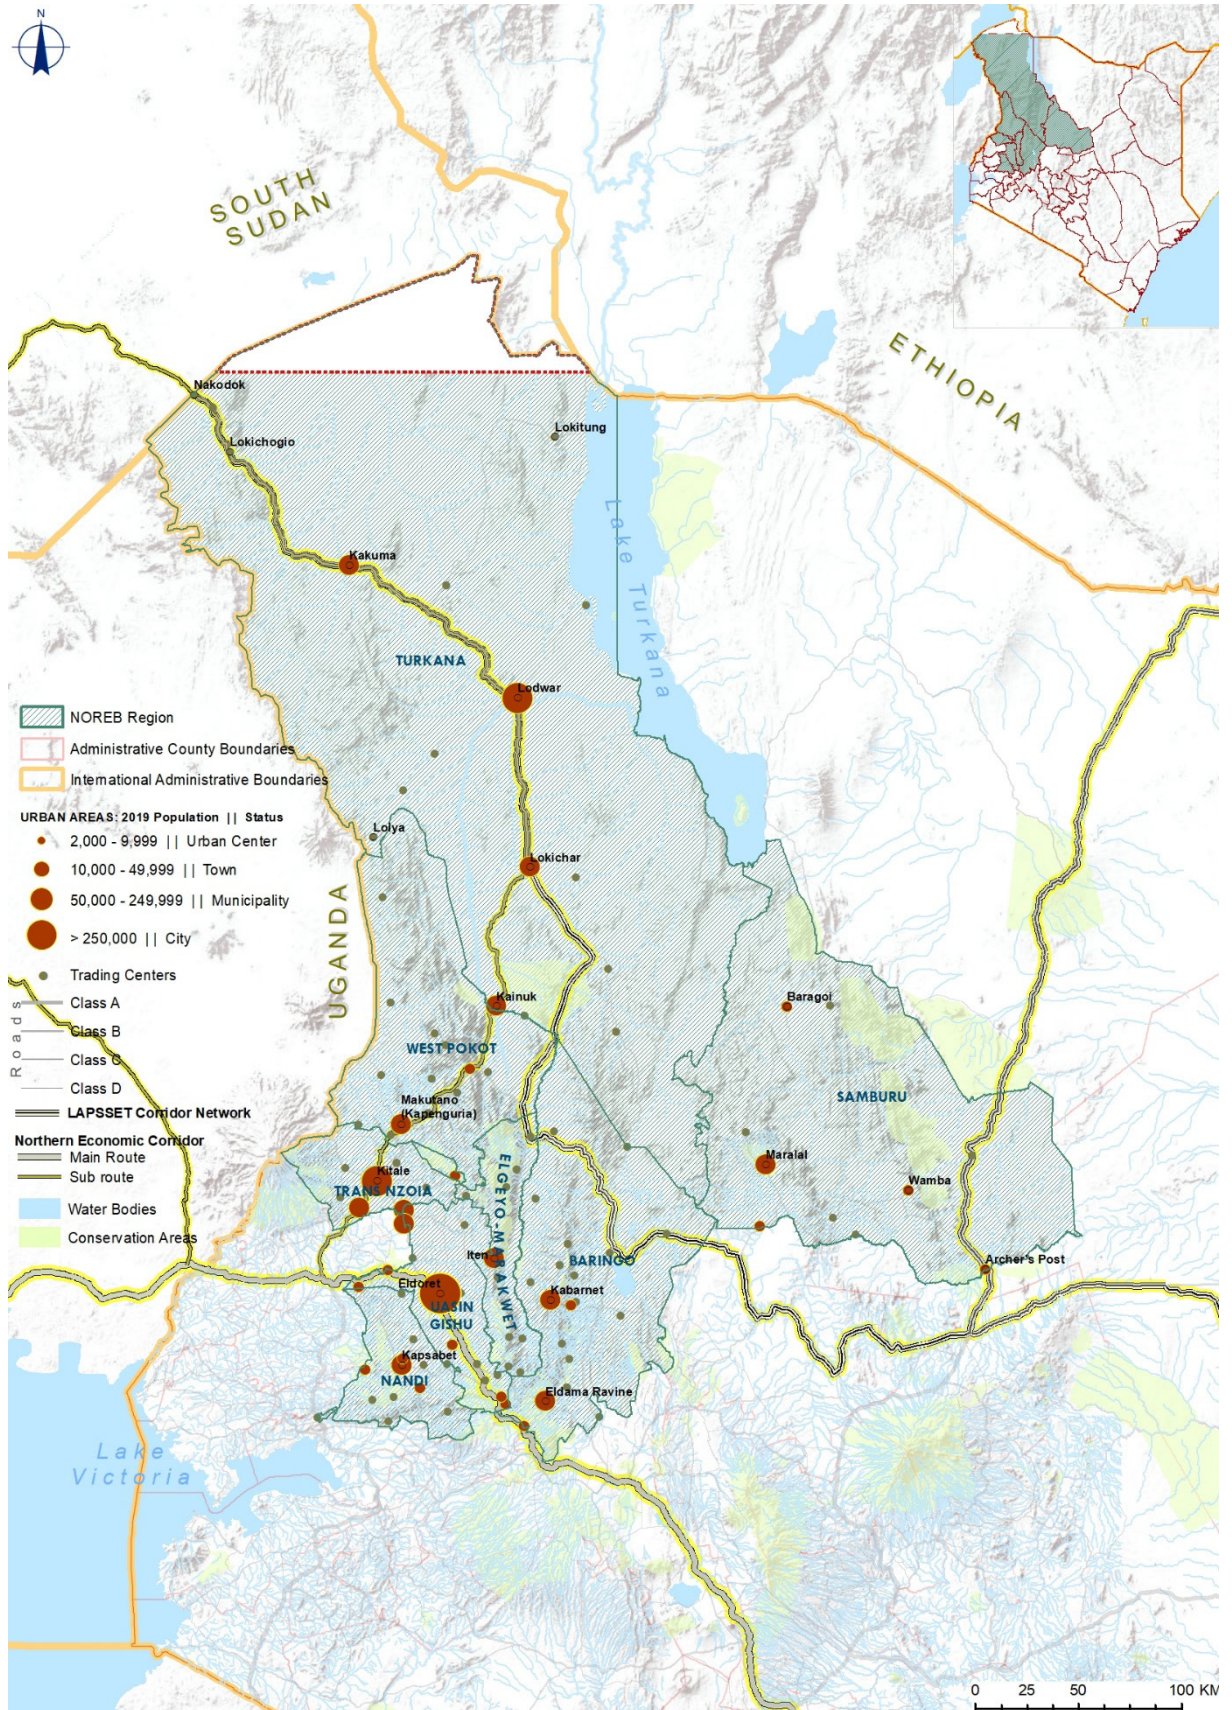 N
SOUTH
SUDAN
ETHIOPIA
Nakodok
Lokichogio
Lokitung
Kakuma
Lake Turkana
TURKANA
Lodwar
NOREB Region
Administrative County Boundaries
International Administrative Boundaries
URBAN AREAS: 2019 Population || Status
2,000 - 9,999 || Urban Center
10,000 - 49,999 || Town
50,000 - 249,999 || Municipality
> 250,000 || City
Trading Centers
Roads
Class A
Class B
Class C
Class D
LAPSSET Corridor Network
Northern Economic Corridor
Main Route
Sub route
Water Bodies
Conservation Areas
Lolya
Lokichar
UGANDA
Kainuk
Baragoi
WEST POKOT
SAMBURU
Makutano
(Kapenguria)
Maralal
Kitale
TRANS NZOIA
ELGEYO-MARAKWET
Wamba
Iten
BARINGO
Archer's Post
Eldoret
Kabarnet
UASIN
GISHU
Kapsabet
NANDI
Eldama Ravine
Lake
Victoria
0 25 50 100 KM